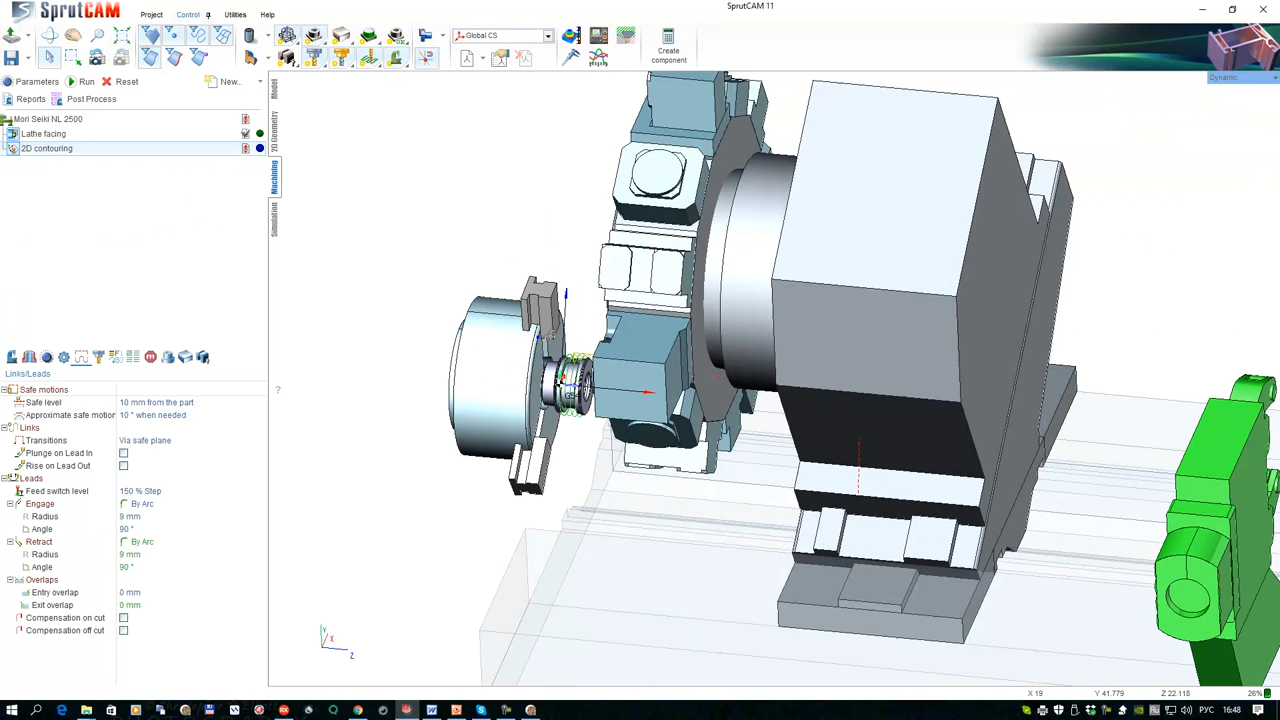 SprutCAM
Project
Control
Utilities
Help
SprutCAM 11
Global CS
Create
component
Dynamic
Parameters
Run
Reset
New...
Reports
Post Process
Mori Seiki NL 2500
Lathe facing
2D contouring
Model
2D Geometry
Machining
Simulation
Links/Leads
Safe motions
Safe level 10 mm from the part
Approximate safe motion 10 ° when needed
Links
Transitions Via safe plane
Plunge on Lead In
Rise on Lead Out
Leads
Feed switch level 150 % Step
Engage By Arc
Radius 9 mm
Angle 90 °
Retract By Arc
Radius 9 mm
Angle 90 °
Overlaps
Entry overlap 0 mm
Exit overlap 0 mm
Compensation on cut
Compensation off cut
?
Y
X
Z
X 19 Y 41.779 Z 22.118 26%
РУС 16:48